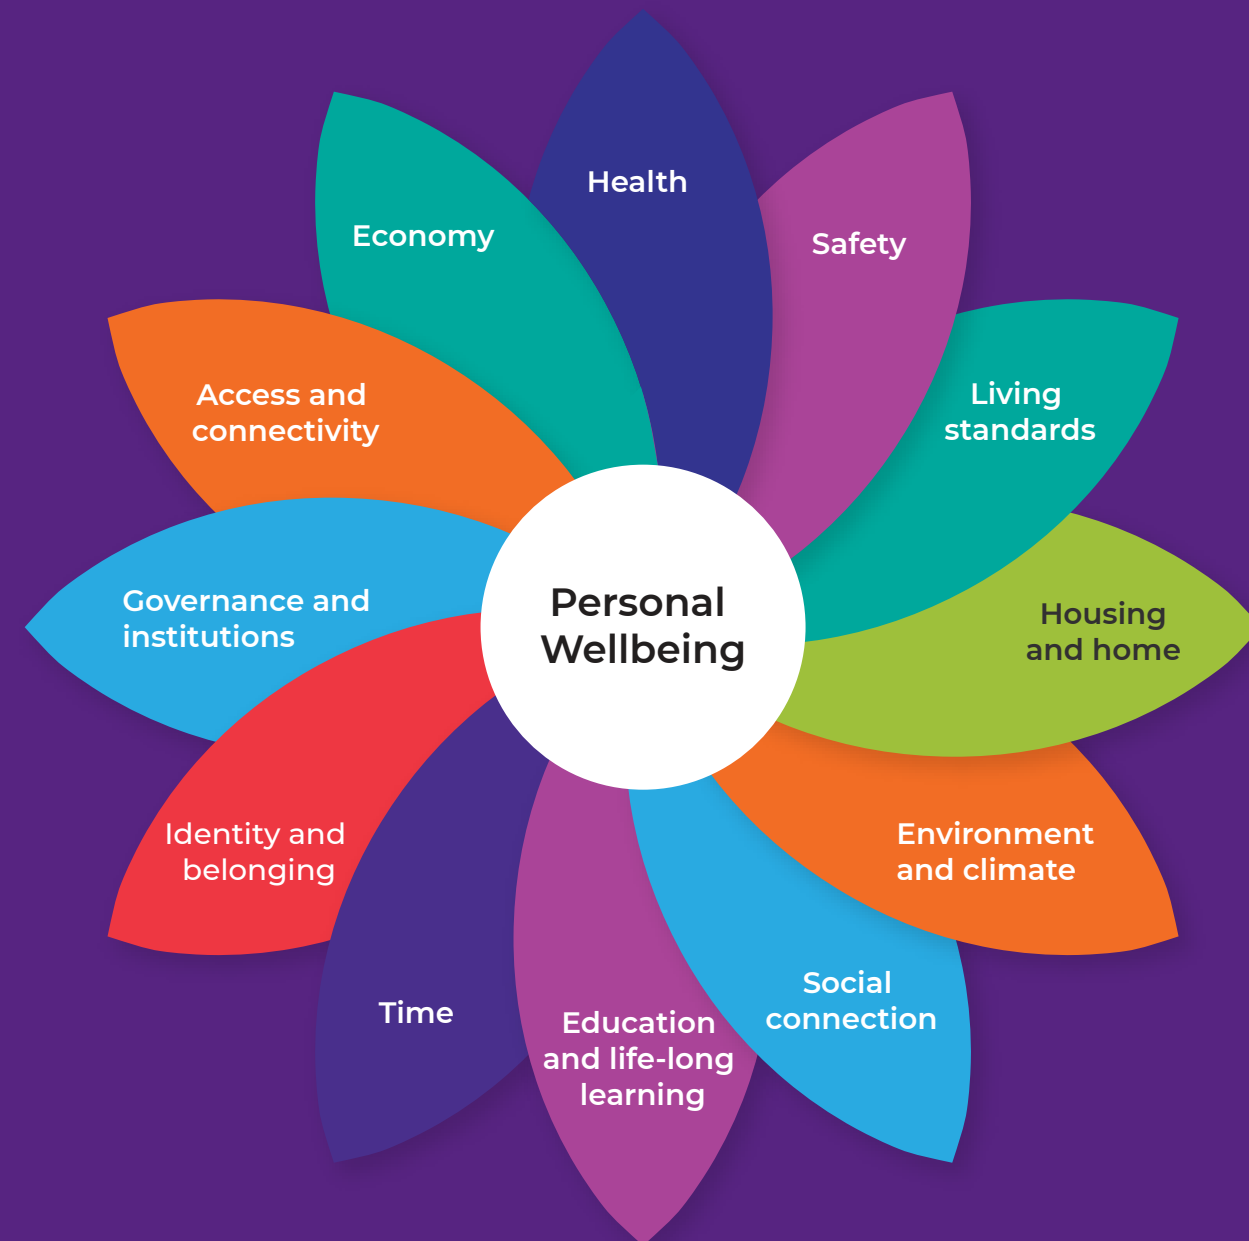 Health
Safety
Living
standards
Housing
and home
Environment
and climate
Social
connection
Education
and life-long
learning
Time
Identity and
belonging
Governance and
institutions
Access and
connectivity
Economy
Personal
Wellbeing